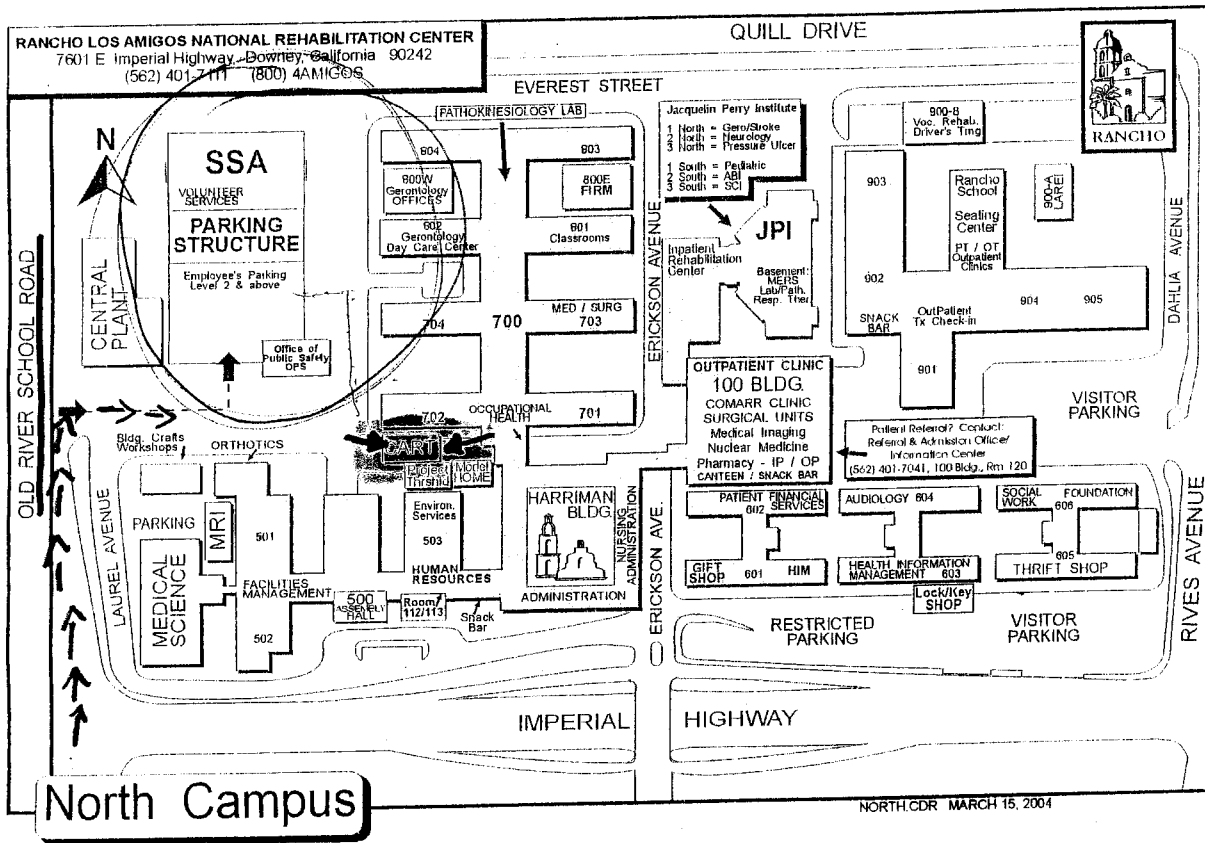 RANCHO LOS AMIGOS NATIONAL REHABILITATION CENTER
7601 E Imperial Highway, Downey, California 90242
(562) 401-7111 (800) 4AMIGOS
QUILL DRIVE
EVEREST STREET
RANCHO
N
SSA
VOLUNTEER
SERVICES
PARKING
STRUCTURE
Employee's Parking
Level 2 & above
Office of
Public Safety
OPS
CENTRAL
PLANT
OLD RIVER SCHOOL ROAD
PATHOKINESIOLOGY LAB
804
800W
Gerontology
OFFICES
602
Gerontology
Day Care Center
704
702
803
800E
FIRM
801
Classrooms
MED / SURG
703
700
701
OCCUPATIONAL
HEALTH
ERICKSON AVENUE
Jacquelin Perry Institute
1 North = Gero/Stroke
2 North = Neurology
3 North = Pressure Ulcer
1 South = Pediatric
2 South = ABI
3 South = SCI
JPI
Inpatient
Rehabilitation
Center
Basement:
MERS
Lab/Path.
Resp. Ther.
900-B
Voc. Rehab.
Driver's Trng
903
Rancho
School
Seating
Center
PT / OT
Outpatient
Clinics
900-A
LAREI
902
904
905
SNACK
BAR
OutPatient
Tx Check-in
901
DAHLIA AVENUE
VISITOR
PARKING
OUTPATIENT CLINIC
100 BLDG.
COMARR CLINIC
SURGICAL UNITS
Medical Imaging
Nuclear Medicine
Pharmacy - IP / OP
CANTEEN / SNACK BAR
Patient Referral? Contact:
Referral & Admission Office/
Information Center
(562) 401-7041, 100 Bldg., Rm 120
Bldg. Crafts
Workshops
ORTHOTICS
CART
Project
Thrshld
Model
HOME
LAUREL AVENUE
PARKING
MRI
MEDICAL
SCIENCE
501
FACILITIES
MANAGEMENT
502
Environ.
Services
503
HUMAN
RESOURCES
500
ASSEMBLY
HALL
Room
112/113
Snack
Bar
HARRIMAN
BLDG.
NURSING
ADMINISTRATION
ADMINISTRATION
ERICKSON AVE.
PATIENT FINANCIAL
SERVICES
602
GIFT
SHOP
601
HIM
AUDIOLOGY 604
HEALTH INFORMATION
MANAGEMENT 603
Lock/Key
SHOP
SOCIAL
WORK
FOUNDATION
606
605
THRIFT SHOP
RIVES AVENUE
RESTRICTED
PARKING
VISITOR
PARKING
IMPERIAL HIGHWAY
North Campus
NORTH.CDR MARCH 15, 2004